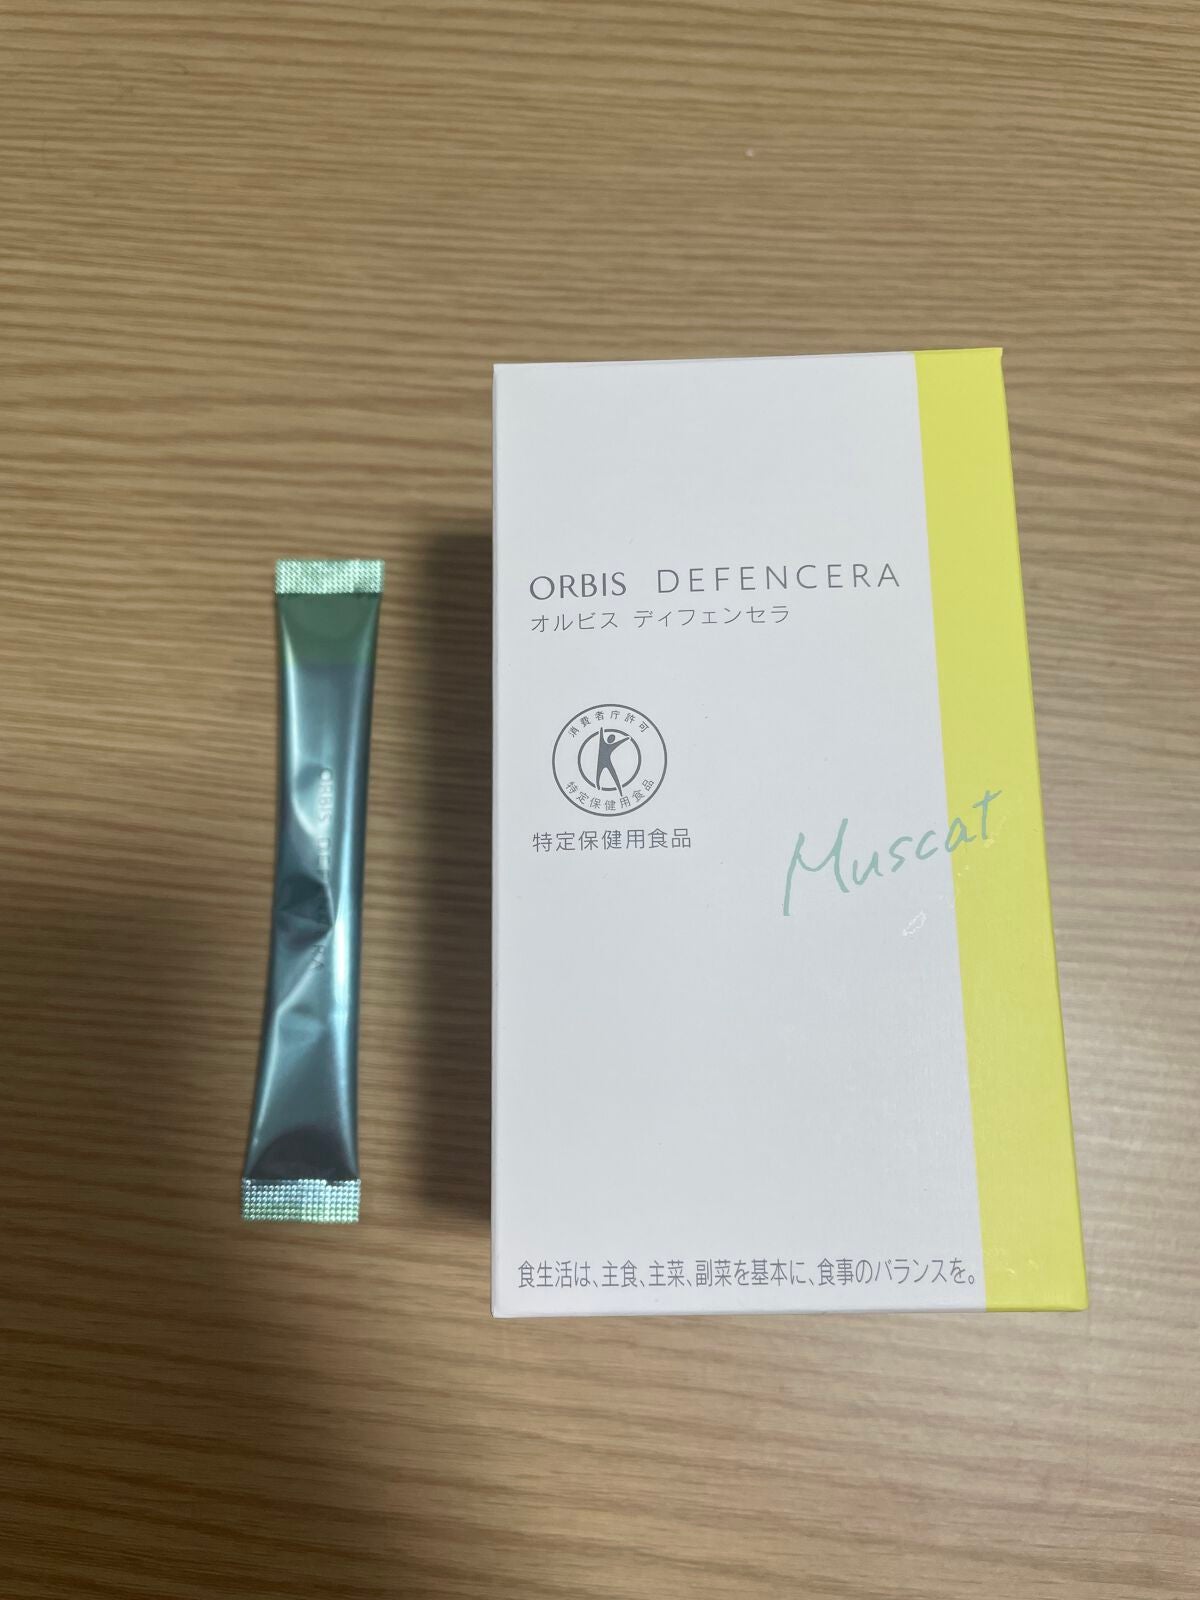 ORBIS DEFENCERA
オルビス ディフェンセラ
消費者庁許可
特定保健用食品
特定保健用食品
Muscat
食生活は、主食、主菜、副菜を基本に、食事のバランスを。
ORBIS